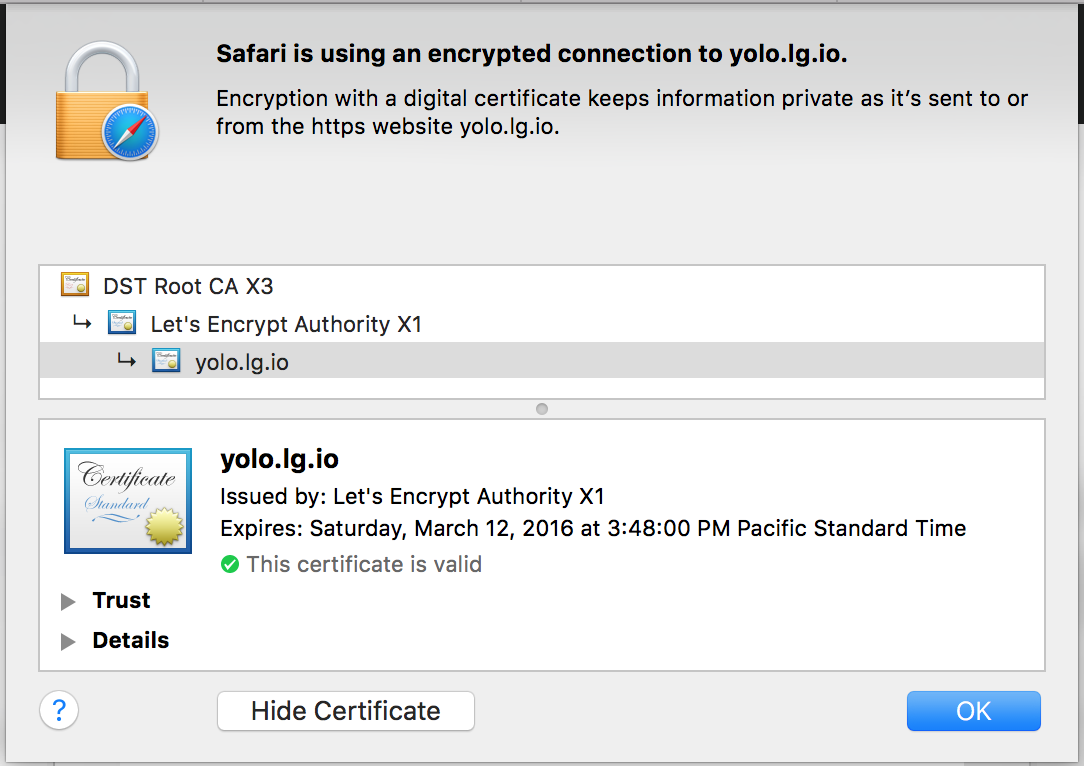 Safari is using an encrypted connection to yolo.lg.io.
Encryption with a digital certificate keeps information private as it’s sent to or
from the https website yolo.lg.io.
DST Root CA X3
Let's Encrypt Authority X1
yolo.lg.io
Certificate
Standard
yolo.lg.io
Issued by: Let's Encrypt Authority X1
Expires: Saturday, March 12, 2016 at 3:48:00 PM Pacific Standard Time
This certificate is valid
Trust
Details
?
Hide Certificate
OK